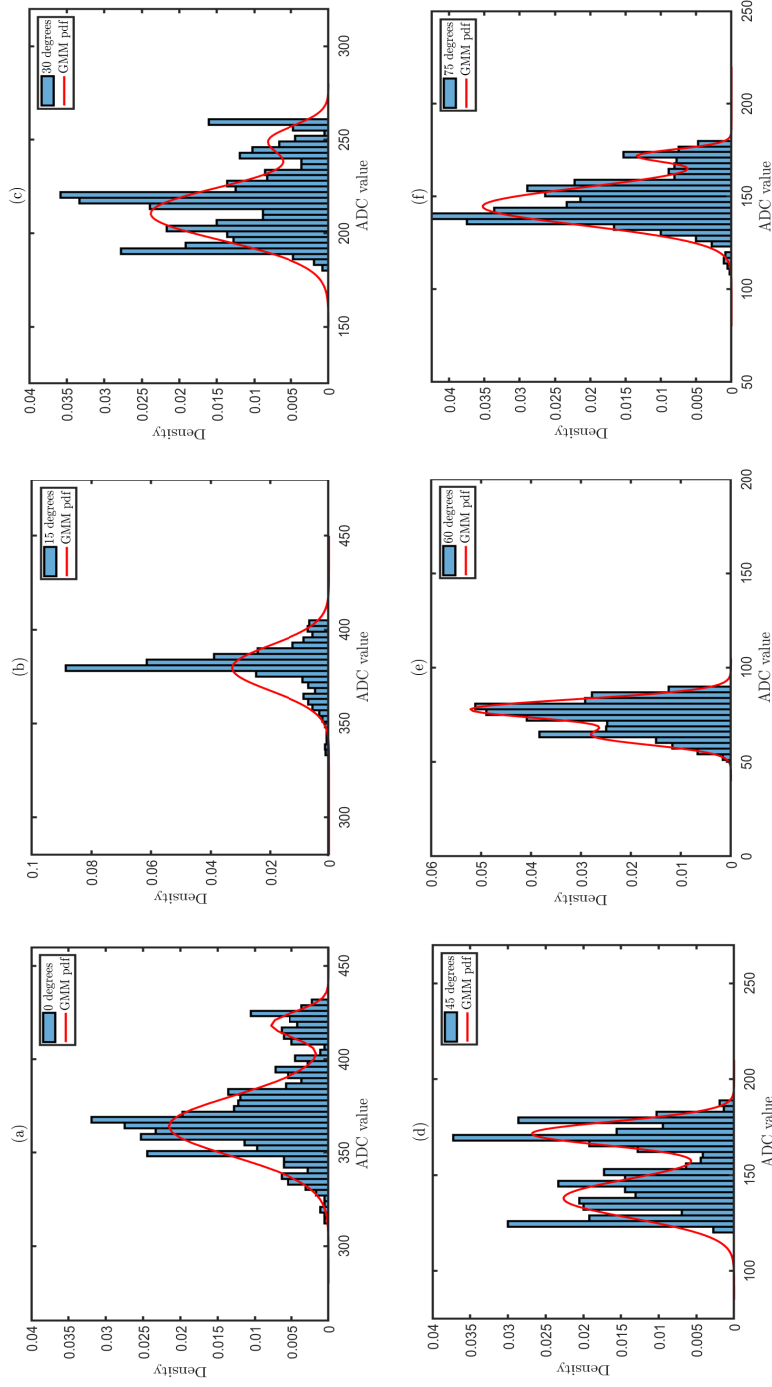 (a)
0 degrees
GMM pdf
0.04
0.035
0.03
0.025
0.02
0.015
0.01
0.005
0
Density
300 350 400 450
ADC value
(b)
15 degrees
GMM pdf
0.1
0.08
0.06
0.04
0.02
0
Density
300 350 400 450
ADC value
(c)
30 degrees
GMM pdf
0.04
0.035
0.03
0.025
0.02
0.015
0.01
0.005
0
Density
150 200 250 300
ADC value
(d)
45 degrees
GMM pdf
0.04
0.035
0.03
0.025
0.02
0.015
0.01
0.005
0
Density
100 150 200 250
ADC value
(e)
60 degrees
GMM pdf
0.06
0.05
0.04
0.03
0.02
0.01
0
Density
0 50 100 150 200
ADC value
(f)
75 degrees
GMM pdf
0.04
0.035
0.03
0.025
0.02
0.015
0.01
0.005
0
Density
50 100 150 200 250
ADC value